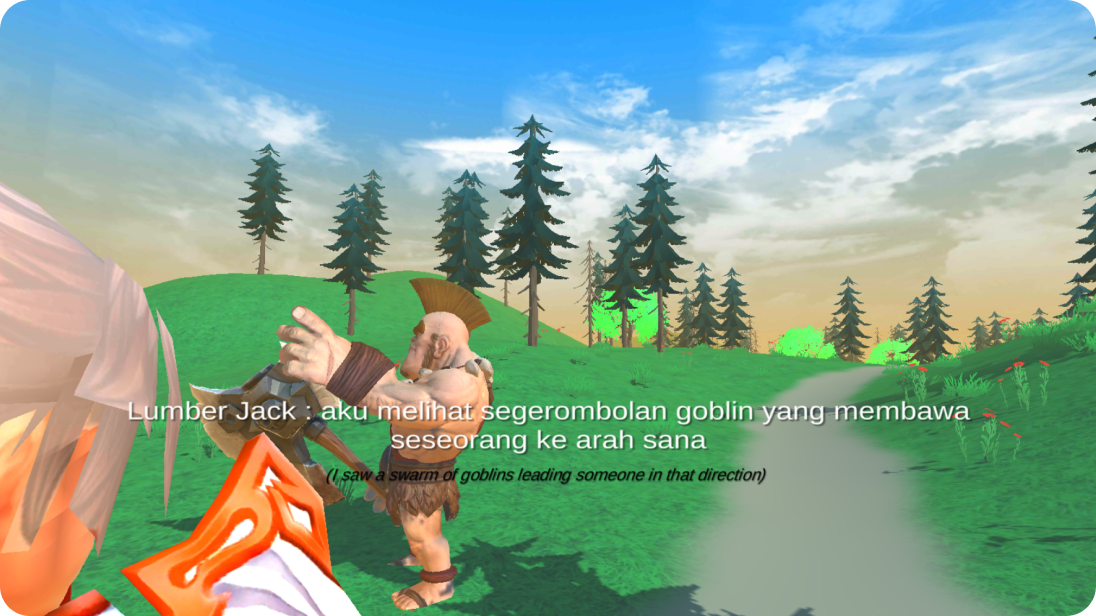 Lumber Jack : aku melihat segerombolan goblin yang membawa
seseorang ke arah sana
(I saw a swarm of goblins leading someone in that direction)